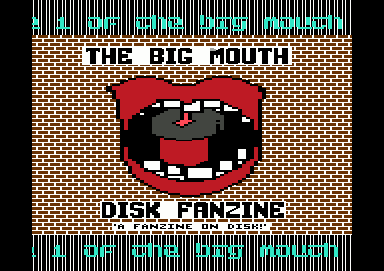 e 1 of the big mouth
THE BIG MOUTH
DISK FANZINE
"A FANZINE ON DISK!"
e 1 of the big mouth